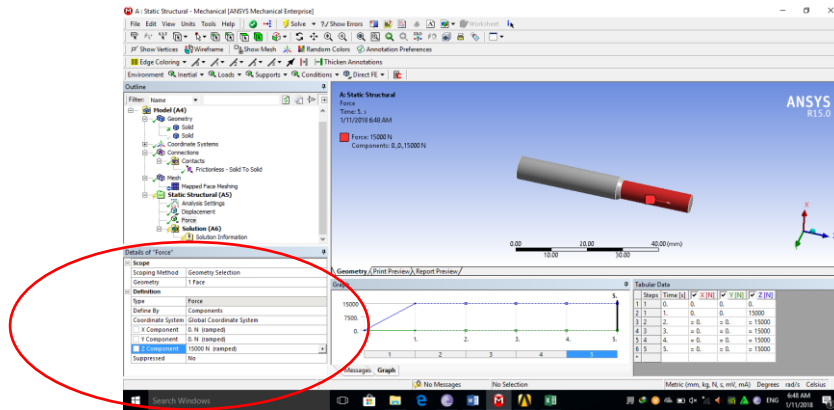 A : Static Structural - Mechanical [ANSYS Mechanical Enterprise]
File Edit View Units Tools Help Solve ?/ Show Errors Worksheet
Show Vertices Wireframe Show Mesh Random Colors Annotation Preferences
Edge Coloring Thicken Annotations
Environment Inertial Loads Supports Conditions Direct FE
Outline
Filter: Name
Model (A4)
Geometry
Solid
Solid
Coordinate Systems
Connections
Contacts
Frictionless - Solid To Solid
Mesh
Mapped Face Meshing
Static Structural (A5)
Analysis Settings
Displacement
Force
Solution (A6)
Solution Information
A: Static Structural
Force
Time: 5. s
1/11/2018 6:48 AM
Force: 15000 N
Components: 0.,0.,15000 N
ANSYS
R15.0
X
0.00 20.00 40.00 (mm)
10.00 30.00
Geometry Print Preview Report Preview
Details of "Force"
Scope
Scoping Method Geometry Selection
Geometry 1 Face
Definition
Type Force
Define By Components
Coordinate System Global Coordinate System
X Component 0. N (ramped)
Y Component 0. N (ramped)
Z Component 15000 N (ramped)
Suppressed No
Graph
5.
15000
7500.
0.
1. 2. 3. 4. 5.
1 2 3 4 5
Messages Graph
Tabular Data
Steps Time [s] X [N] Y [N] Z [N]
1 1 0. 0. 0. 0.
2 1 1. 0. 0. 15000
3 2 2. = 0. = 0. = 15000
4 3 3. = 0. = 0. = 15000
5 4 4. = 0. = 0. = 15000
6 5 5. = 0. = 0. = 15000
*
No Messages No Selection Metric (mm, kg, N, s, mV, mA) Degrees rad/s Celsius
Search Windows
ENG 6:48 AM
1/11/2018